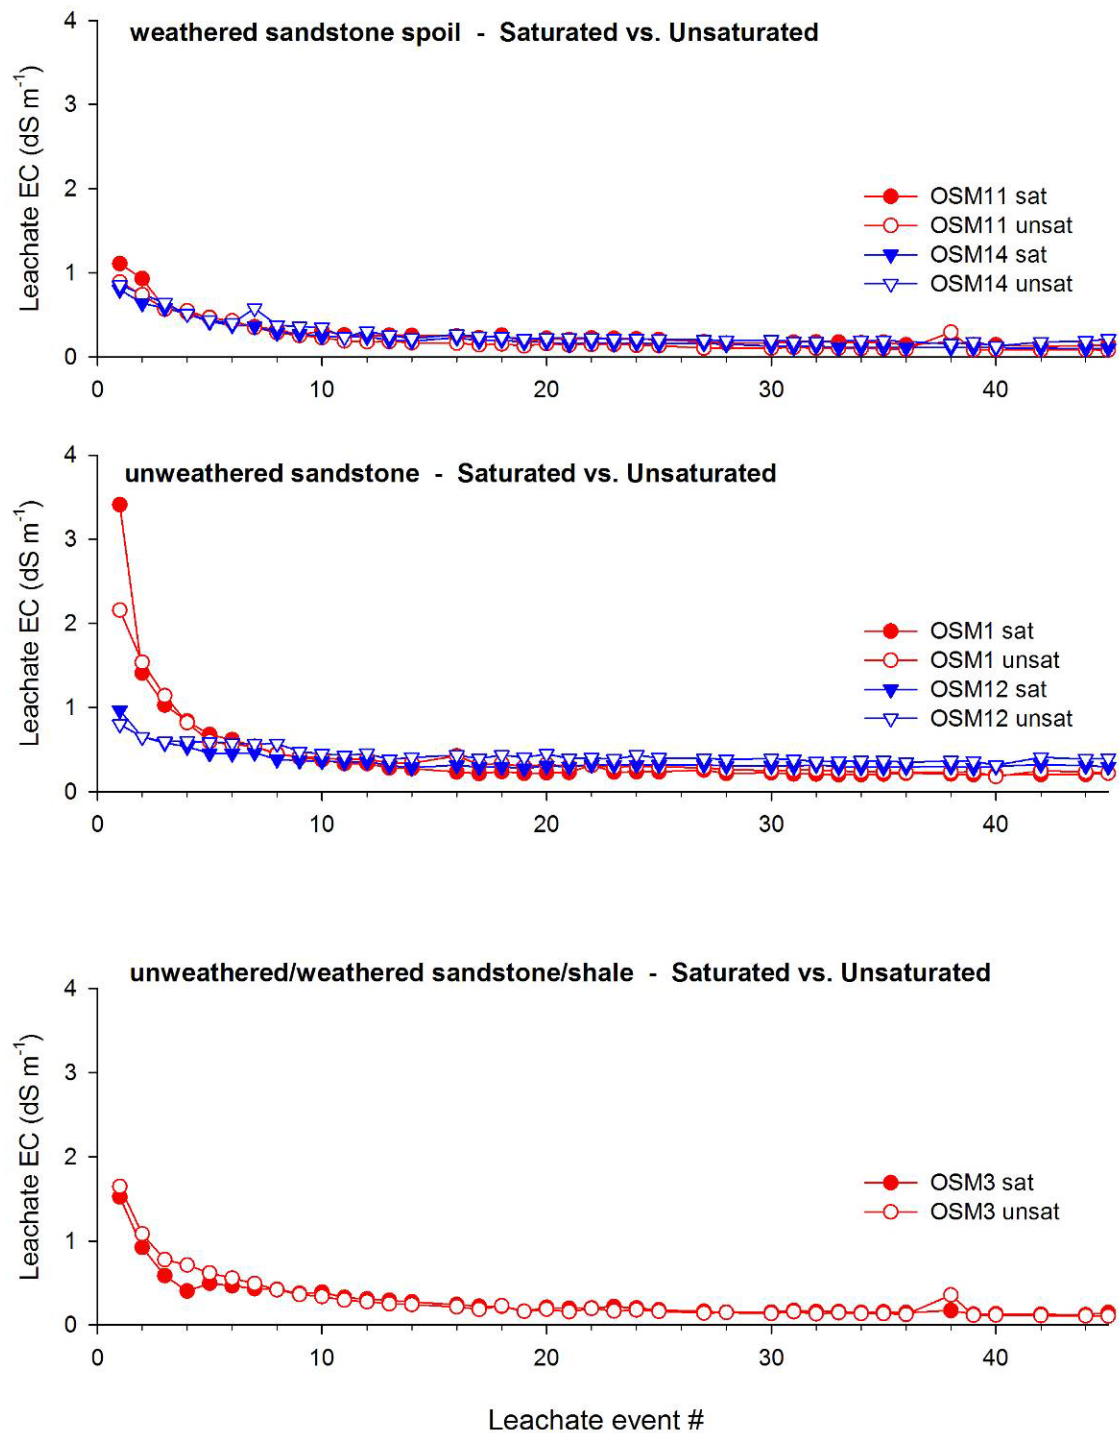 weathered sandstone spoil - Saturated vs. Unsaturated
Leachate EC (dS m-1)
4
3
2
1
0
OSM11 sat
OSM11 unsat
OSM14 sat
OSM14 unsat
0 10 20 30 40
unweathered sandstone - Saturated vs. Unsaturated
Leachate EC (dS m-1)
4
3
2
1
0
OSM1 sat
OSM1 unsat
OSM12 sat
OSM12 unsat
0 10 20 30 40
unweathered/weathered sandstone/shale - Saturated vs. Unsaturated
Leachate EC (dS m-1)
4
3
2
1
0
OSM3 sat
OSM3 unsat
0 10 20 30 40
Leachate event #